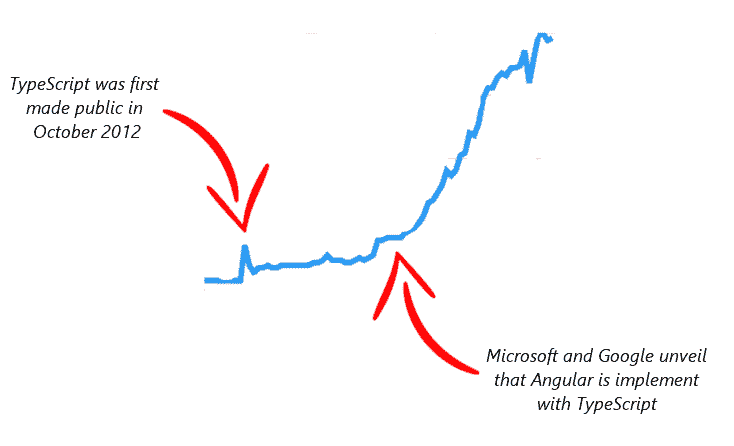 TypeScript was first
made public in
October 2012
Microsoft and Google unveil
that Angular is implement
with TypeScript